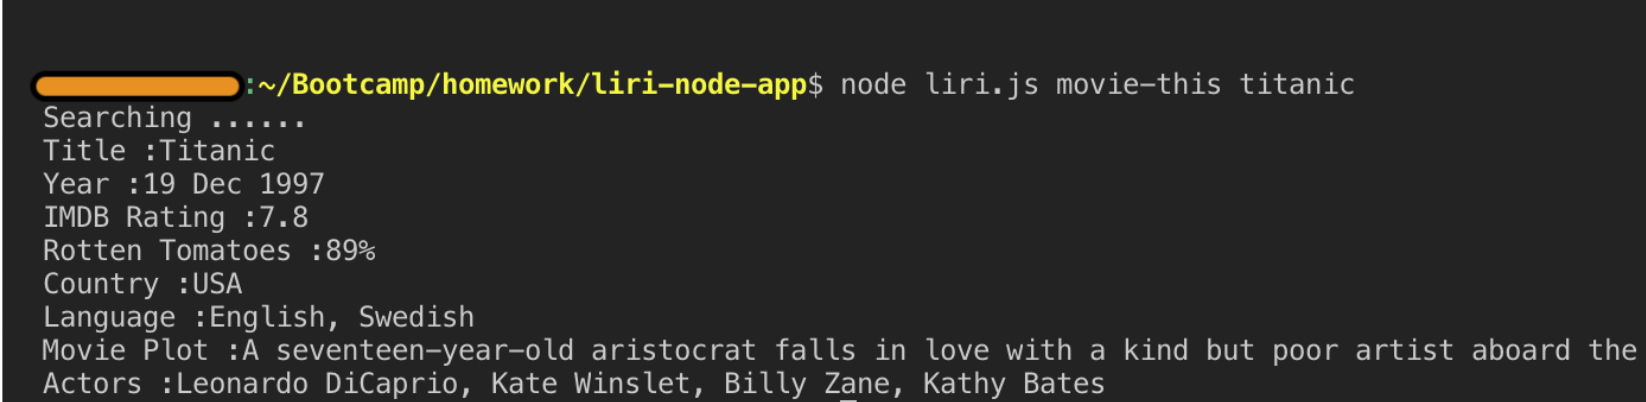 :~/Bootcamp/homework/liri-node-app$ node liri.js movie-this titanic
Searching ......
Title :Titanic
Year :19 Dec 1997
IMDB Rating :7.8
Rotten Tomatoes :89%
Country :USA
Language :English, Swedish
Movie Plot :A seventeen-year-old aristocrat falls in love with a kind but poor artist aboard the
Actors :Leonardo DiCaprio, Kate Winslet, Billy Zane, Kathy Bates